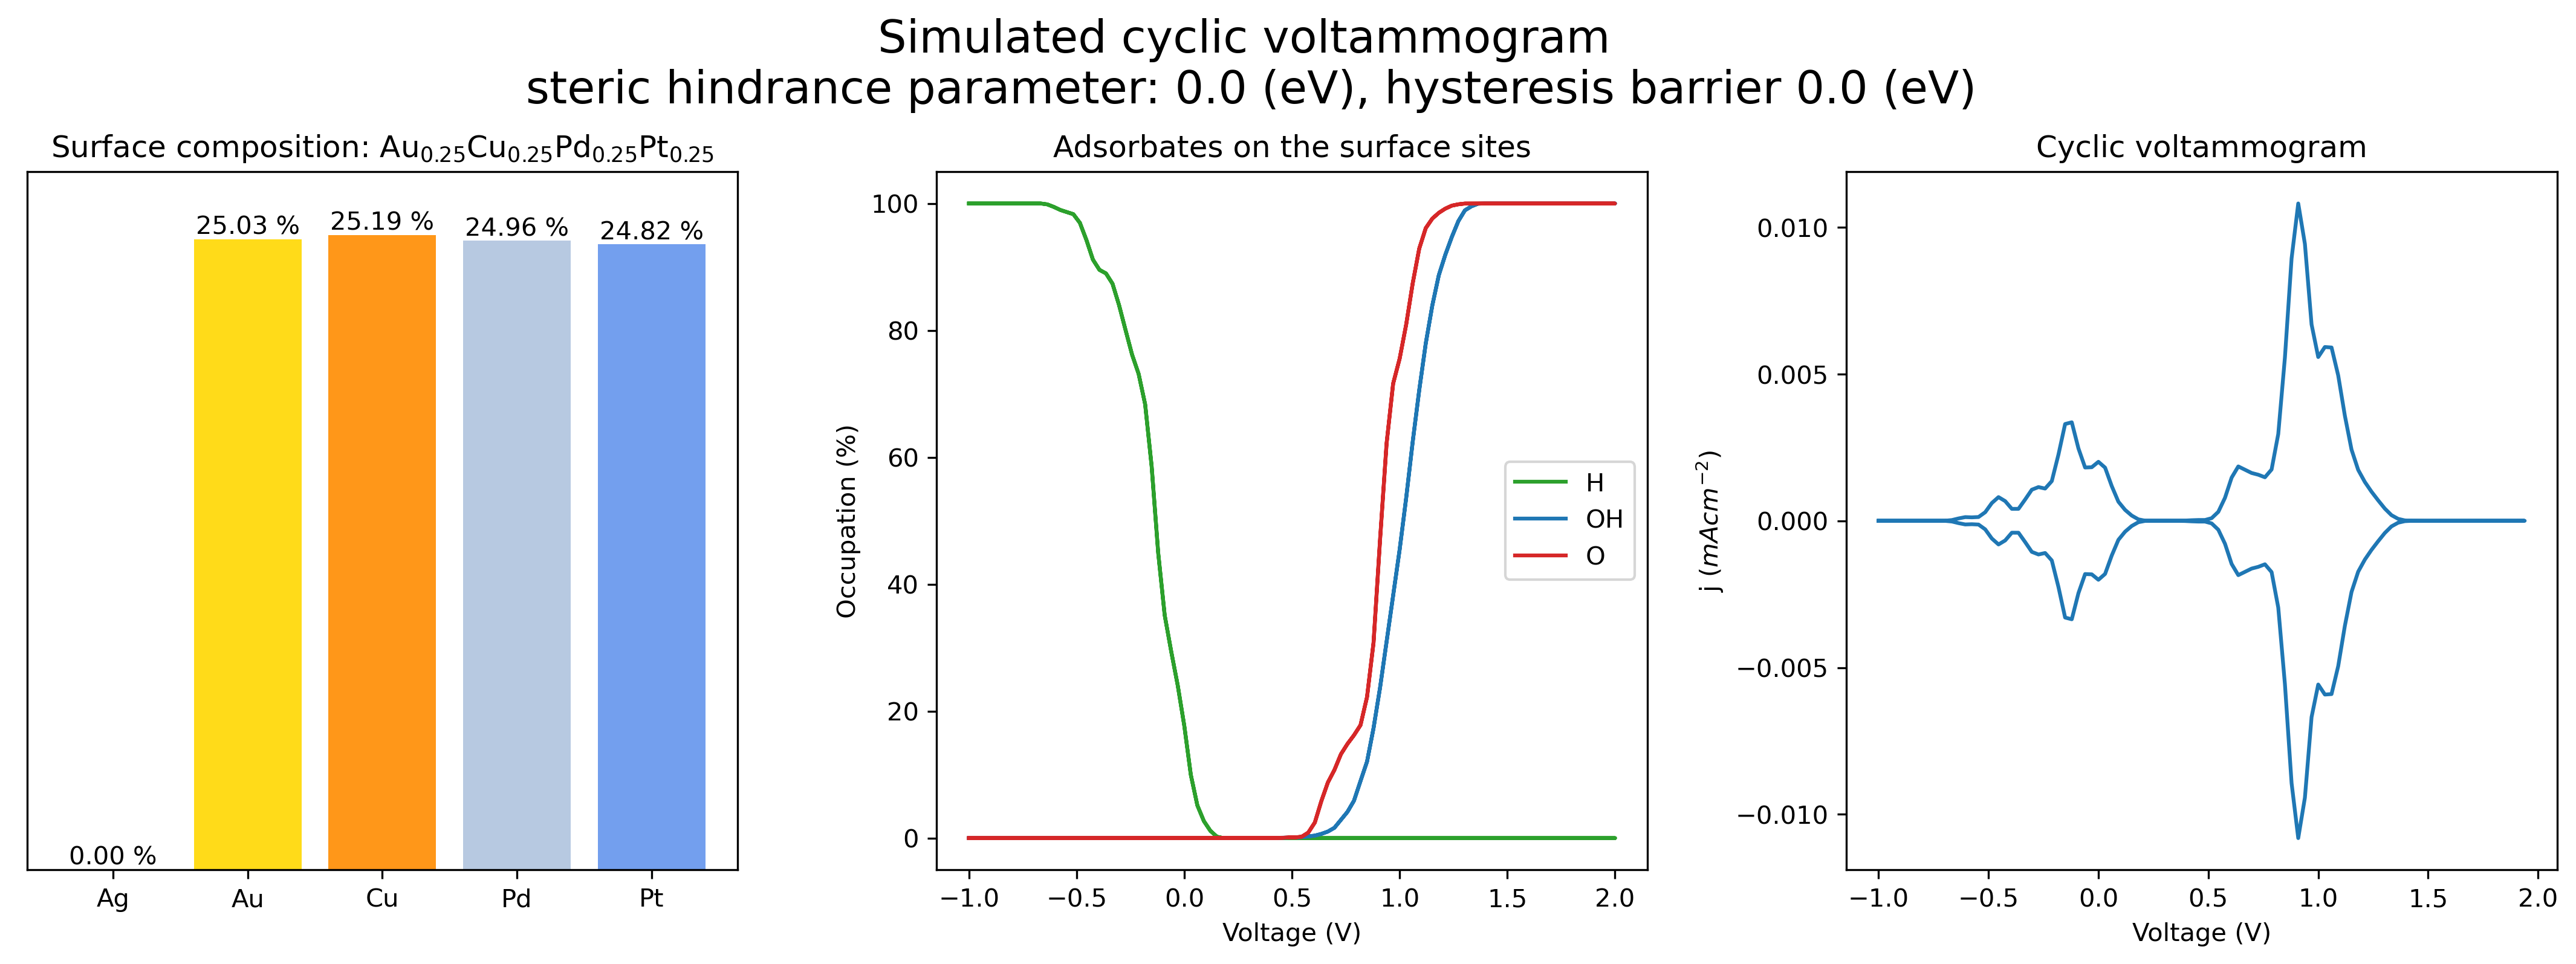 Simulated cyclic voltammogram
steric hindrance parameter: 0.0 (eV), hysteresis barrier 0.0 (eV)
Surface composition: Au₀.₂₅Cu₀.₂₅Pd₀.₂₅Pt₀.₂₅
25.03 %
25.19 %
24.96 %
24.82 %
0.00 %
Ag Au Cu Pd Pt
Adsorbates on the surface sites
Occupation (%)
100
80
60
40
20
0
H
OH
O
−1.0 −0.5 0.0 0.5 1.0 1.5 2.0
Voltage (V)
Cyclic voltammogram
j (mAcm⁻²)
0.010
0.005
0.000
−0.005
−0.010
−1.0 −0.5 0.0 0.5 1.0 1.5 2.0
Voltage (V)